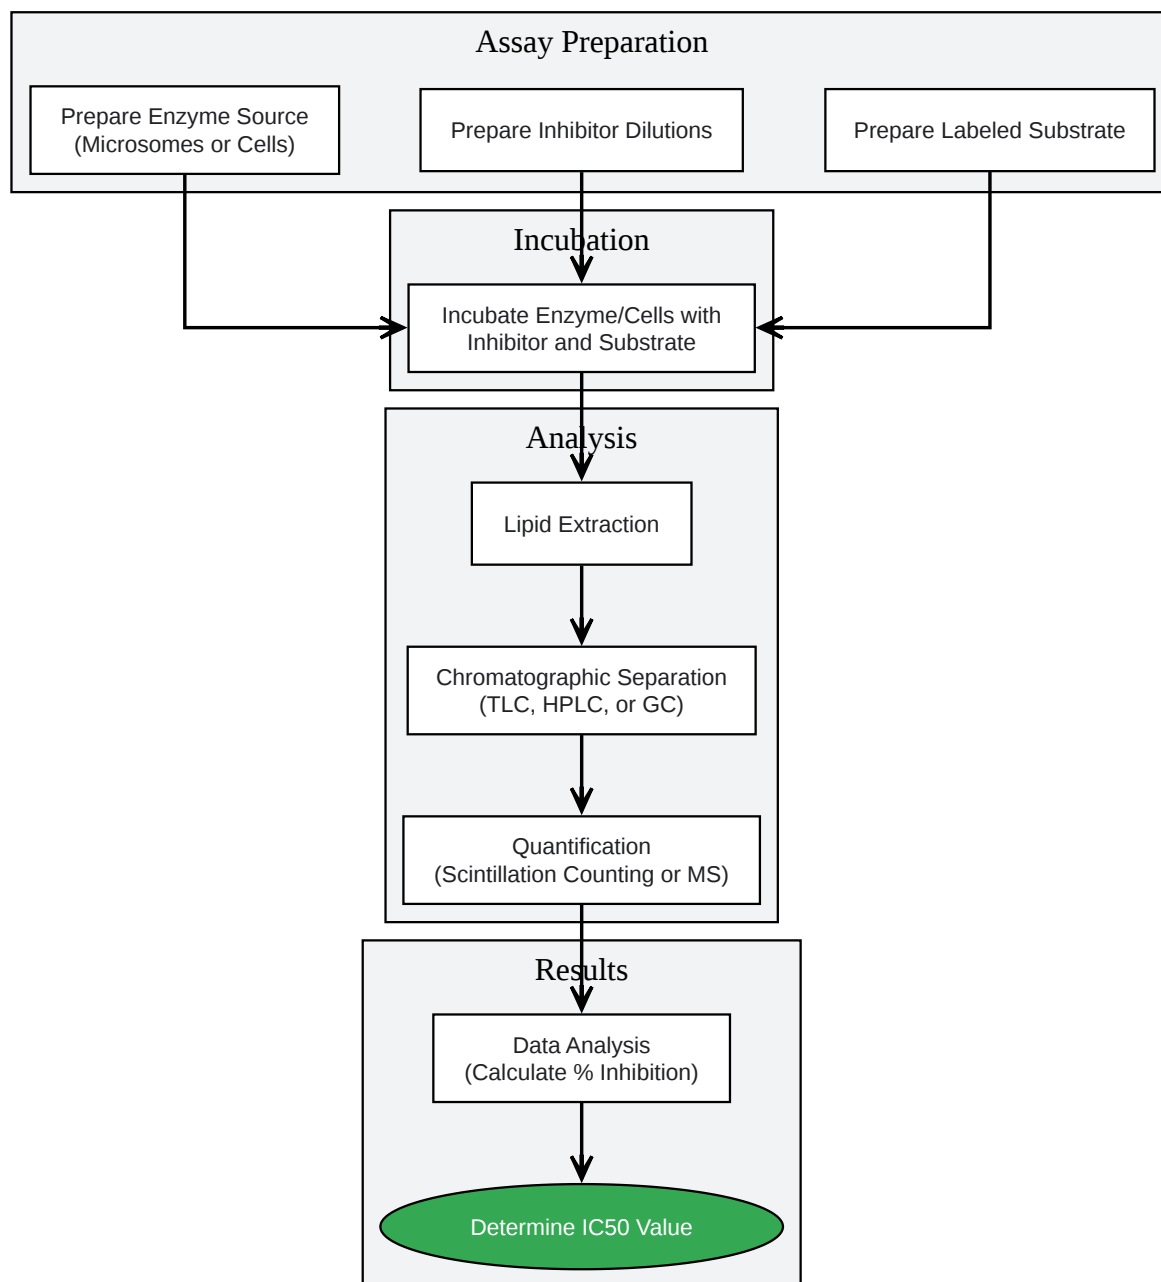 Assay Preparation
Prepare Enzyme Source
(Microsomes or Cells)
Prepare Inhibitor Dilutions
Prepare Labeled Substrate
Incubation
Incubate Enzyme/Cells with
Inhibitor and Substrate
Analysis
Lipid Extraction
Chromatographic Separation
(TLC, HPLC, or GC)
Quantification
(Scintillation Counting or MS)
Results
Data Analysis
(Calculate % Inhibition)
Determine IC50 Value